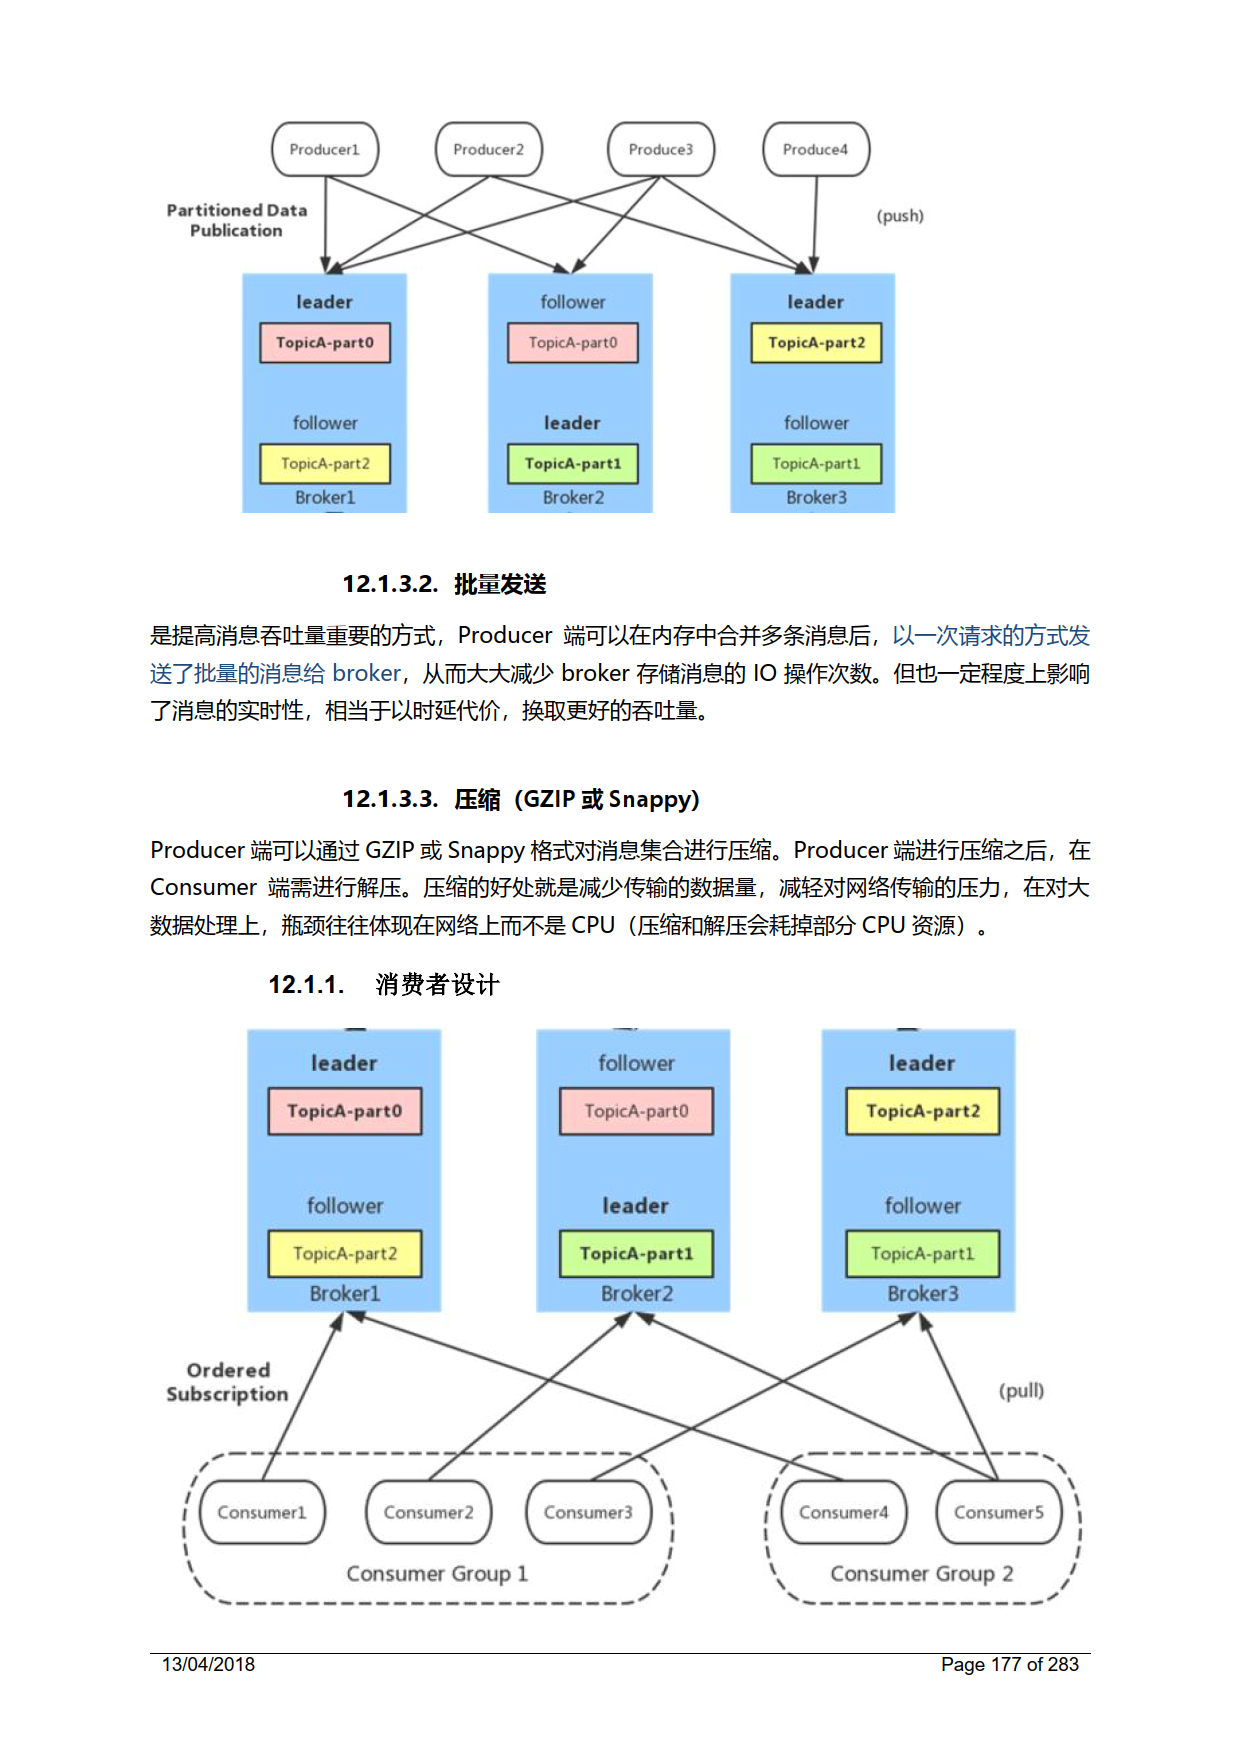 Producer1 Producer2 Produce3 Produce4
Partitioned Data
Publication
(push)
leader follower leader
TopicA-part0 TopicA-part0 TopicA-part2
follower leader follower
TopicA-part2 TopicA-part1 TopicA-part1
Broker1 Broker2 Broker3
12.1.3.2. 批量发送
是提高消息吞吐量重要的方式，Producer 端可以在内存中合并多条消息后，以一次请求的方式发
送了批量的消息给 broker，从而大大减少 broker 存储消息的 IO 操作次数。但也一定程度上影响
了消息的实时性，相当于以时延代价，换取更好的吞吐量。
12.1.3.3. 压缩（GZIP 或 Snappy）
Producer 端可以通过 GZIP 或 Snappy 格式对消息集合进行压缩。Producer 端进行压缩之后，在
Consumer 端需进行解压。压缩的好处就是减少传输的数据量，减轻对网络传输的压力，在对大
数据处理上，瓶颈往往体现在网络上而不是 CPU（压缩和解压会耗掉部分 CPU 资源）。
12.1.1. 消费者设计
leader follower leader
TopicA-part0 TopicA-part0 TopicA-part2
follower leader follower
TopicA-part2 TopicA-part1 TopicA-part1
Broker1 Broker2 Broker3
Ordered
Subscription
(pull)
Consumer1 Consumer2 Consumer3 Consumer4 Consumer5
Consumer Group 1 Consumer Group 2
13/04/2018 Page 177 of 283